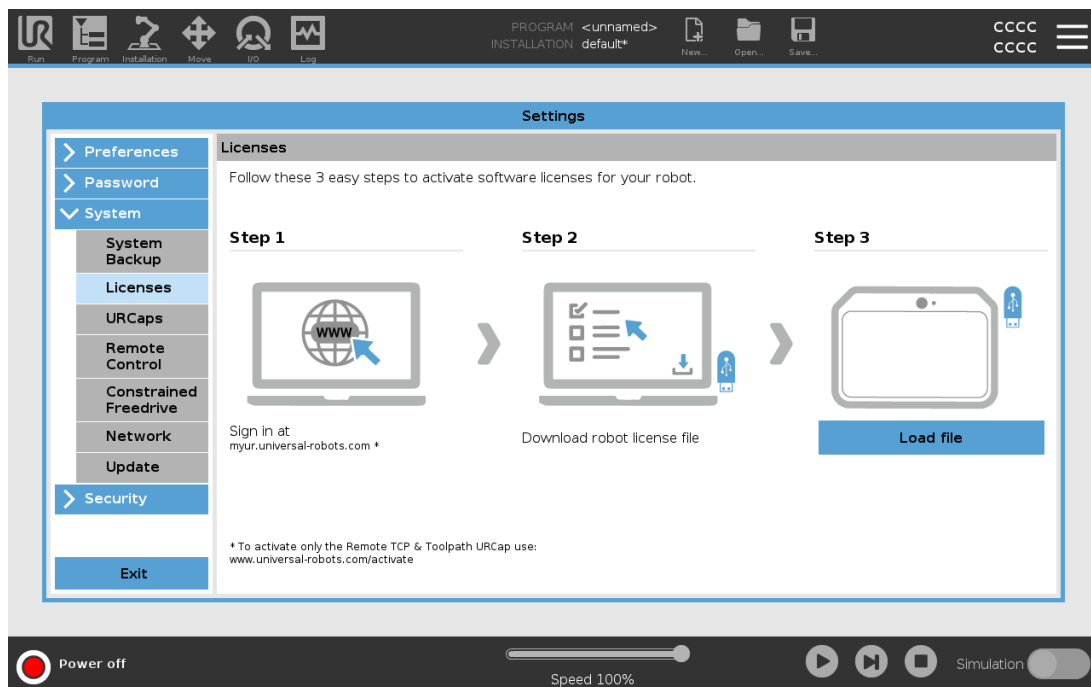 PROGRAM <unnamed>
INSTALLATION default*
CCCC
CCCC
Run Program Installation Move I/O Log New... Open... Save...
Settings
Preferences
Password
System
System
Backup
Licenses
URCaps
Remote
Control
Constrained
Freedrive
Network
Update
Security
Exit
Licenses
Follow these 3 easy steps to activate software licenses for your robot.
Step 1
www
Sign in at
myur.universal-robots.com *
Step 2
Download robot license file
Step 3
Load file
* To activate only the Remote TCP & Toolpath URCap use:
www.universal-robots.com/activate
Power off
Speed 100%
Simulation